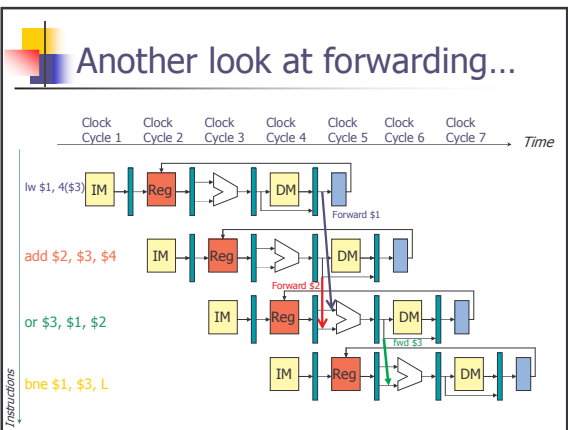 Another look at forwarding...
Clock Cycle 1
Clock Cycle 2
Clock Cycle 3
Clock Cycle 4
Clock Cycle 5
Clock Cycle 6
Clock Cycle 7
Time
lw $1, 4($3)
IM
Reg
DM
Forward $1
add $2, $3, $4
IM
Reg
DM
Forward $2
or $3, $1, $2
IM
Reg
DM
fwd $3
bne $1, $3, L
IM
Reg
DM
Instructions